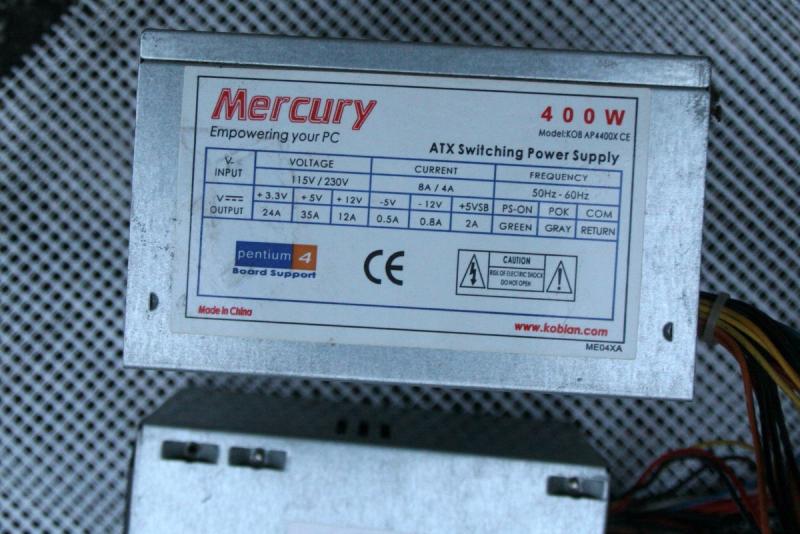 Mercury
400W
Empowering your PC
Model:KOB AP4400X CE
ATX Switching Power Supply
V~ INPUT VOLTAGE CURRENT FREQUENCY
115V / 230V 8A / 4A 50Hz - 60Hz
V⎓ OUTPUT +3.3V +5V +12V -5V -12V +5VSB PS-ON POK COM
24A 35A 12A 0.5A 0.8A 2A GREEN GRAY RETURN
pentium 4
Board Support
CE
CAUTION
RISK OF ELECTRIC SHOCK
DO NOT OPEN
Made in China
www.kobian.com
ME04XA